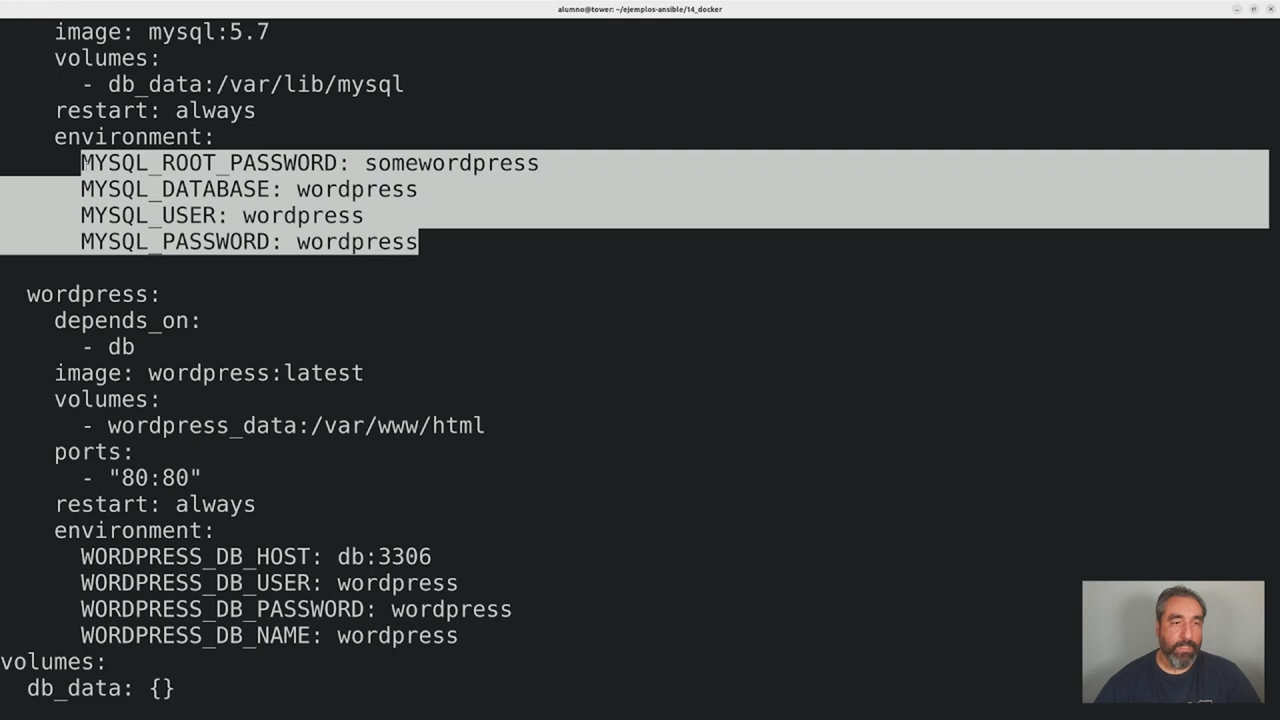 alumno@tower: ~/ejemplos-ansible/14_docker
image: mysql:5.7
volumes:
- db_data:/var/lib/mysql
restart: always
environment:
MYSQL_ROOT_PASSWORD: somewordpress
MYSQL_DATABASE: wordpress
MYSQL_USER: wordpress
MYSQL_PASSWORD: wordpress
wordpress:
depends_on:
- db
image: wordpress:latest
volumes:
- wordpress_data:/var/www/html
ports:
- "80:80"
restart: always
environment:
WORDPRESS_DB_HOST: db:3306
WORDPRESS_DB_USER: wordpress
WORDPRESS_DB_PASSWORD: wordpress
WORDPRESS_DB_NAME: wordpress
volumes:
db_data: {}